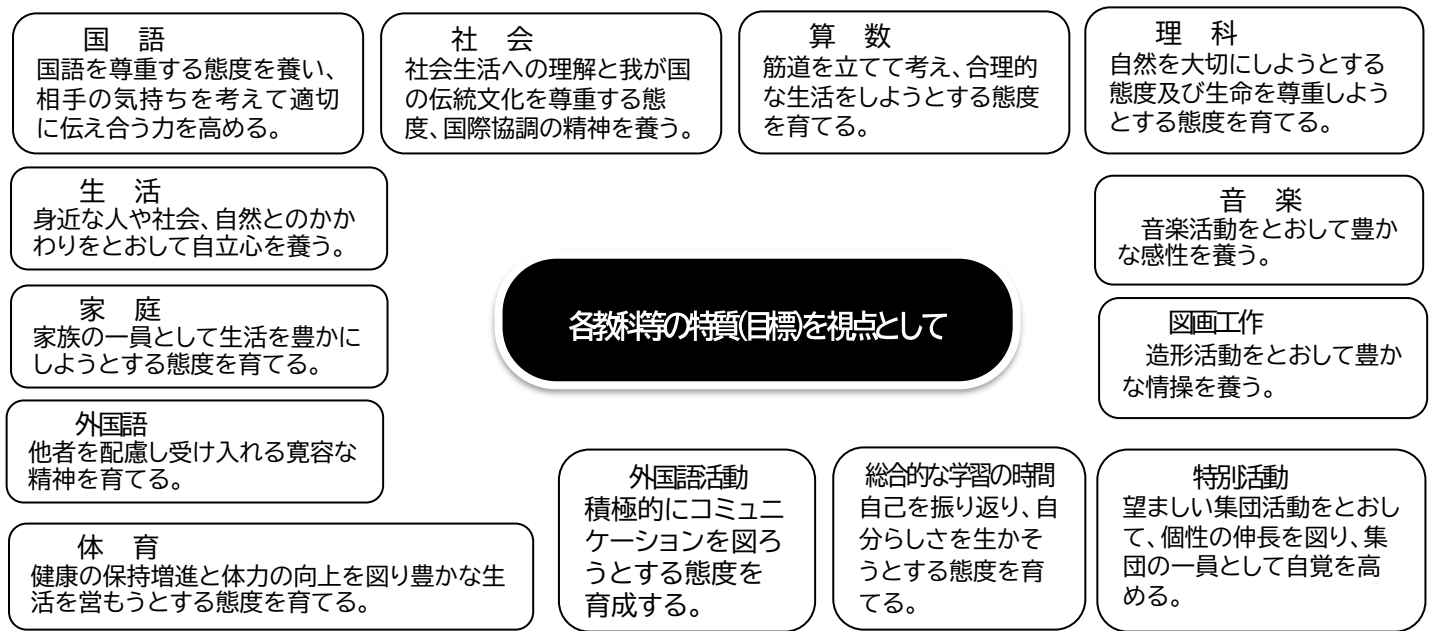 国　語
国語を尊重する態度を養い、
相手の気持ちを考えて適切
に伝え合う力を高める。
社　会
社会生活への理解と我が国
の伝統文化を尊重する態
度、国際協調の精神を養う。
算　数
筋道を立てて考え、合理的
な生活をしようとする態度
を育てる。
理　科
自然を大切にしようとする
態度及び生命を尊重しよう
とする態度を育てる。
生　活
身近な人や社会、自然とのかか
わりをとおして自立心を養う。
音　楽
音楽活動をとおして豊か
な感性を養う。
各教科等の特質(目標)を視点として
家　庭
家族の一員として生活を豊かに
しようとする態度を育てる。
図画工作
造形活動をとおして豊か
な情操を養う。
外国語
他者を配慮し受け入れる寛容な
精神を育てる。
外国語活動
積極的にコミュニ
ケーションを図ろ
うとする態度を
育成する。
総合的な学習の時間
自己を振り返り、自
分らしさを生かそ
うとする態度を育
てる。
特別活動
望ましい集団活動をとおし
て、個性の伸長を図り、集
団の一員として自覚を高
める。
体　育
健康の保持増進と体力の向上を図り豊かな生
活を営もうとする態度を育てる。